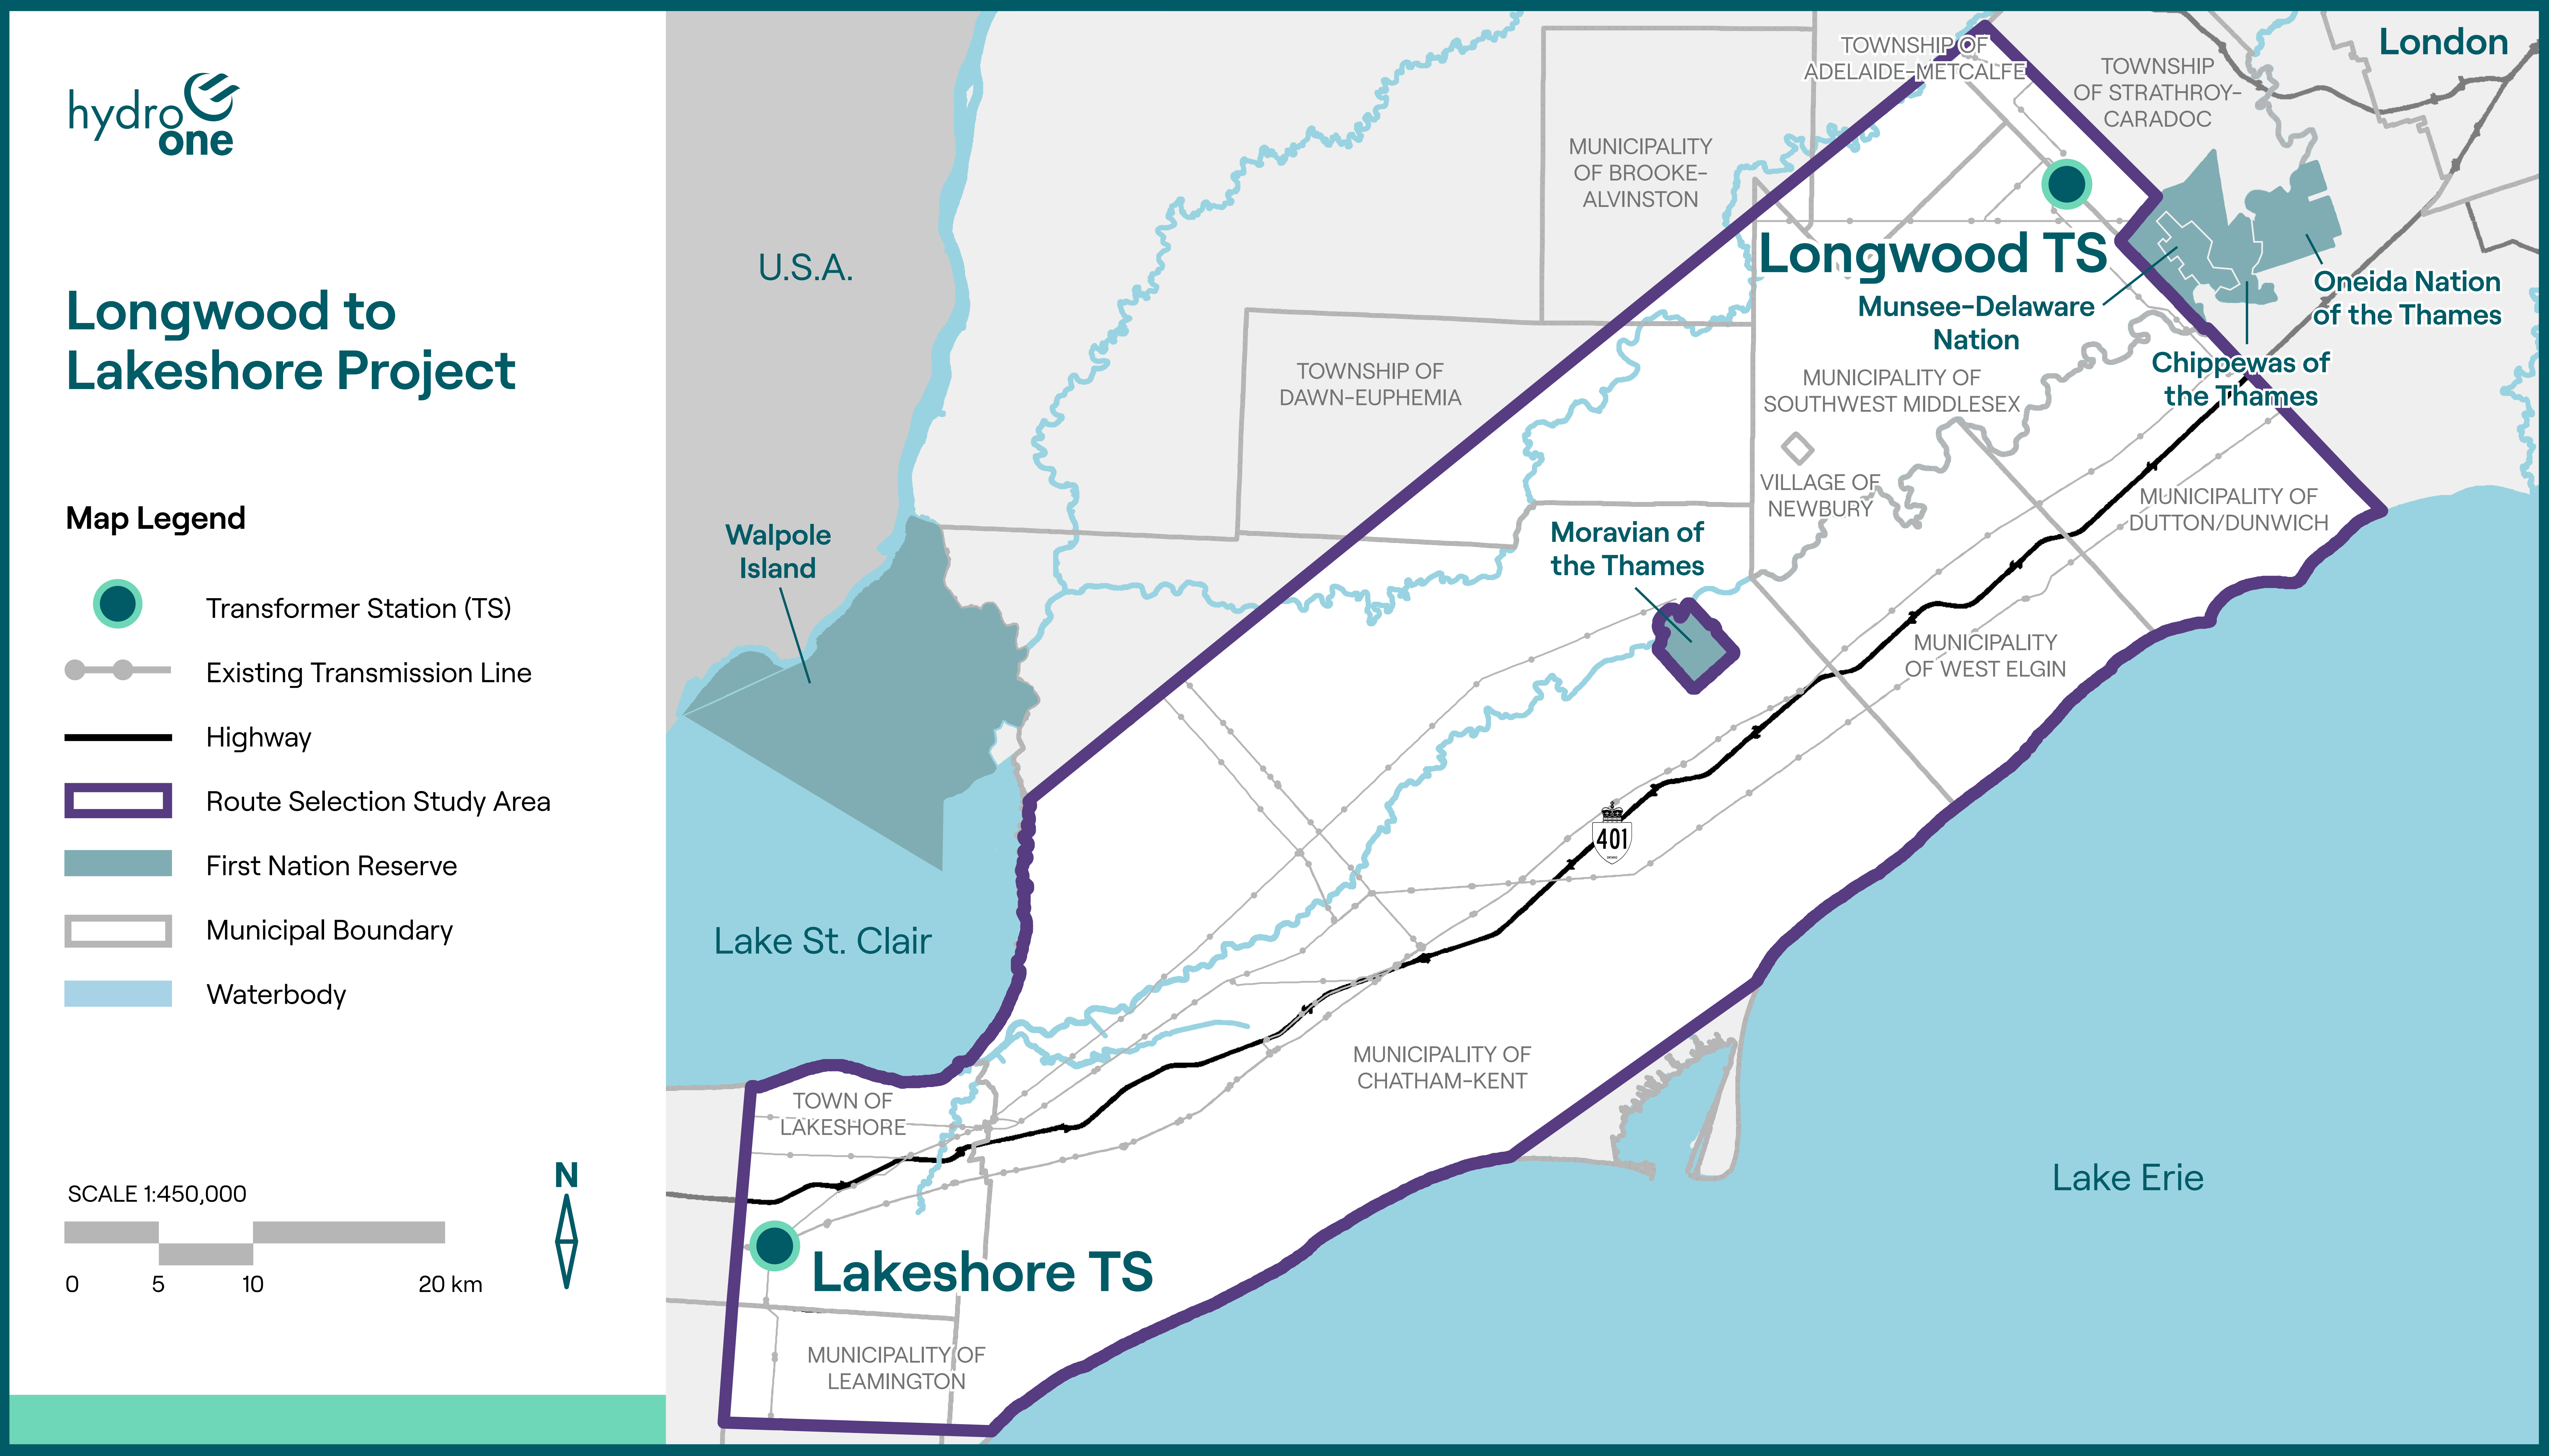 hydro
one
Longwood to
Lakeshore Project
Map Legend
Transformer Station (TS)
Existing Transmission Line
Highway
Route Selection Study Area
First Nation Reserve
Municipal Boundary
Waterbody
SCALE 1:450,000
0 5 10 20 km
N
U.S.A.
Walpole
Island
Lake St. Clair
TOWNSHIP OF
DAWN-EUPHEMIA
MUNICIPALITY
OF BROOKE-
ALVINSTON
TOWNSHIP OF
ADELAIDE-METCALFE
TOWNSHIP
OF STRATHROY-
CARADOC
London
Longwood TS
Munsee-Delaware
Nation
Oneida Nation
of the Thames
Chippewas of
the Thames
MUNICIPALITY OF
SOUTHWEST MIDDLESEX
VILLAGE OF
NEWBURY
Moravian of
the Thames
MUNICIPALITY OF
DUTTON/DUNWICH
MUNICIPALITY
OF WEST ELGIN
401
MUNICIPALITY OF
CHATHAM-KENT
TOWN OF
LAKESHORE
Lakeshore TS
MUNICIPALITY OF
LEAMINGTON
Lake Erie